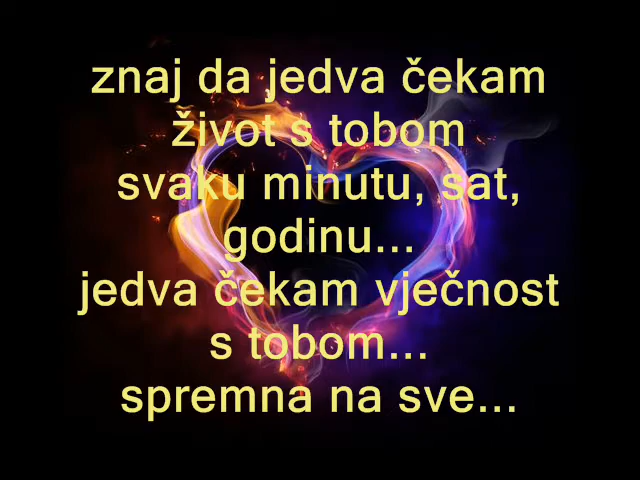 znaj da jedva čekam
život s tobom
svaku minutu, sat,
godinu...
jedva čekam vječnost
s tobom...
spremna na sve...